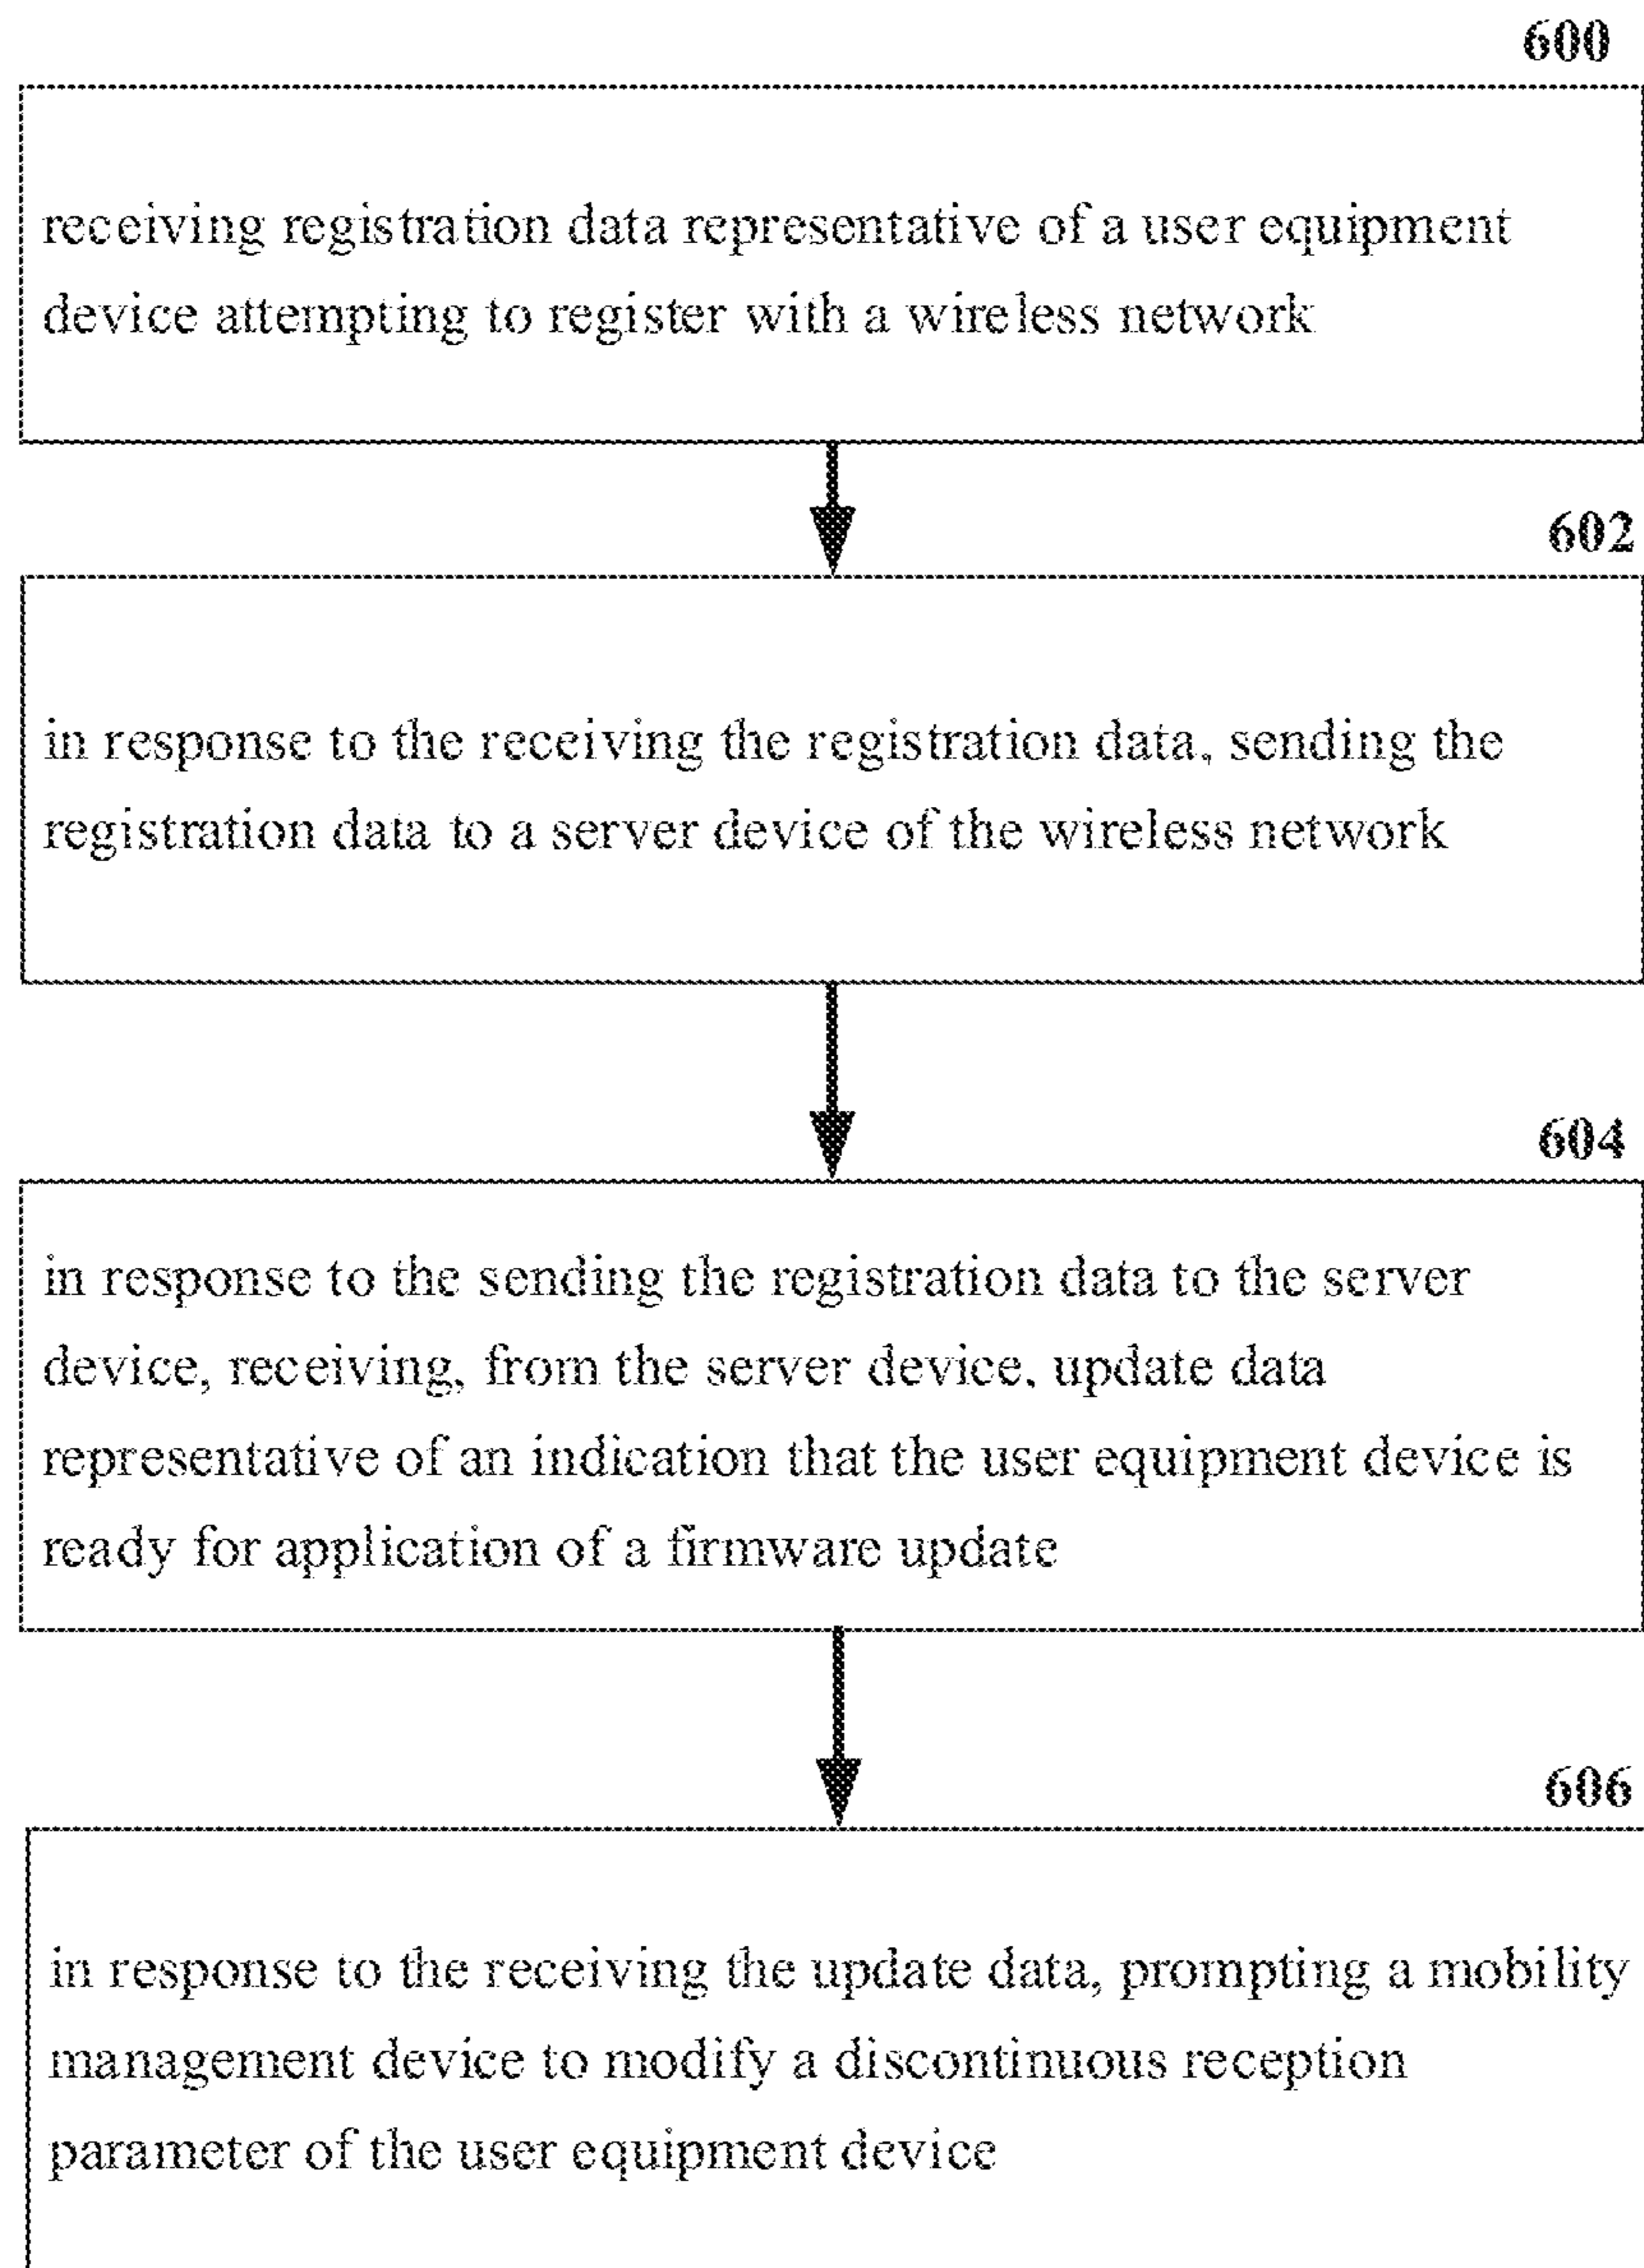 600
receiving registration data representative of a user equipment
device attempting to register with a wireless network
602
in response to the receiving the registration data, sending the
registration data to a server device of the wireless network
604
in response to the sending the registration data to the server
device, receiving, from the server device, update data
representative of an indication that the user equipment device is
ready for application of a firmware update
606
in response to the receiving the update data, prompting a mobility
management device to modify a discontinuous reception
parameter of the user equipment device